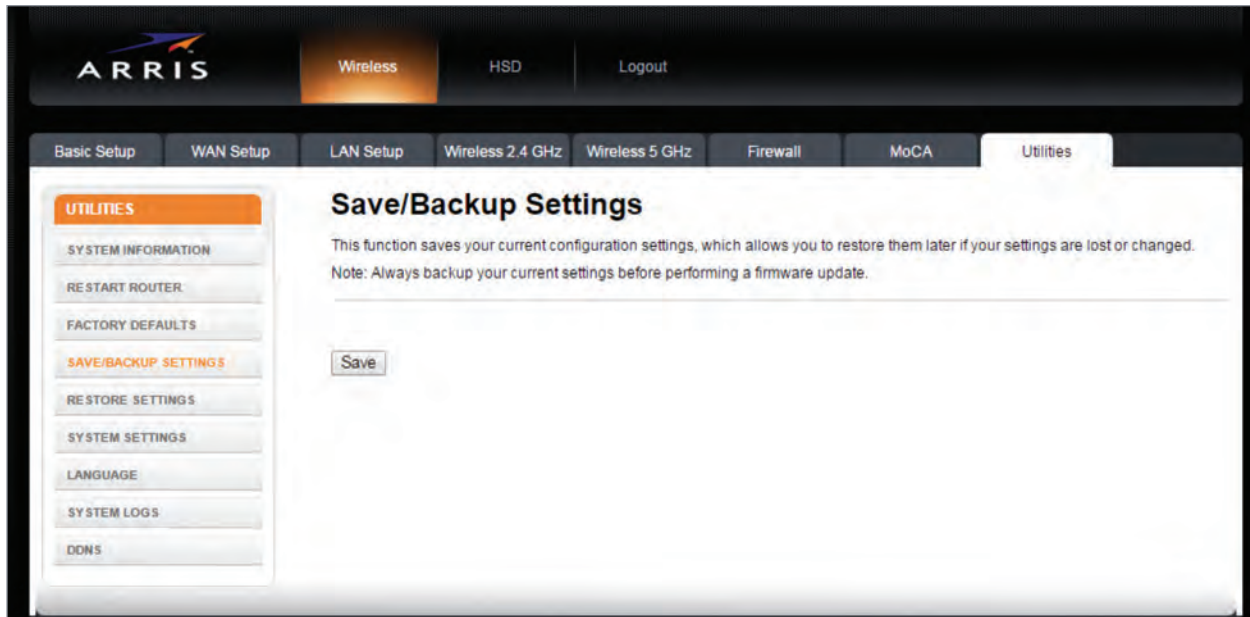 ARRIS
Wireless HSD Logout
Basic Setup WAN Setup LAN Setup Wireless 2.4 GHz Wireless 5 GHz Firewall MoCA Utilities
UTILITIES
SYSTEM INFORMATION
RESTART ROUTER
FACTORY DEFAULTS
SAVE/BACKUP SETTINGS
RESTORE SETTINGS
SYSTEM SETTINGS
LANGUAGE
SYSTEM LOGS
DDNS
Save/Backup Settings
This function saves your current configuration settings, which allows you to restore them later if your settings are lost or changed.
Note: Always backup your current settings before performing a firmware update.
Save